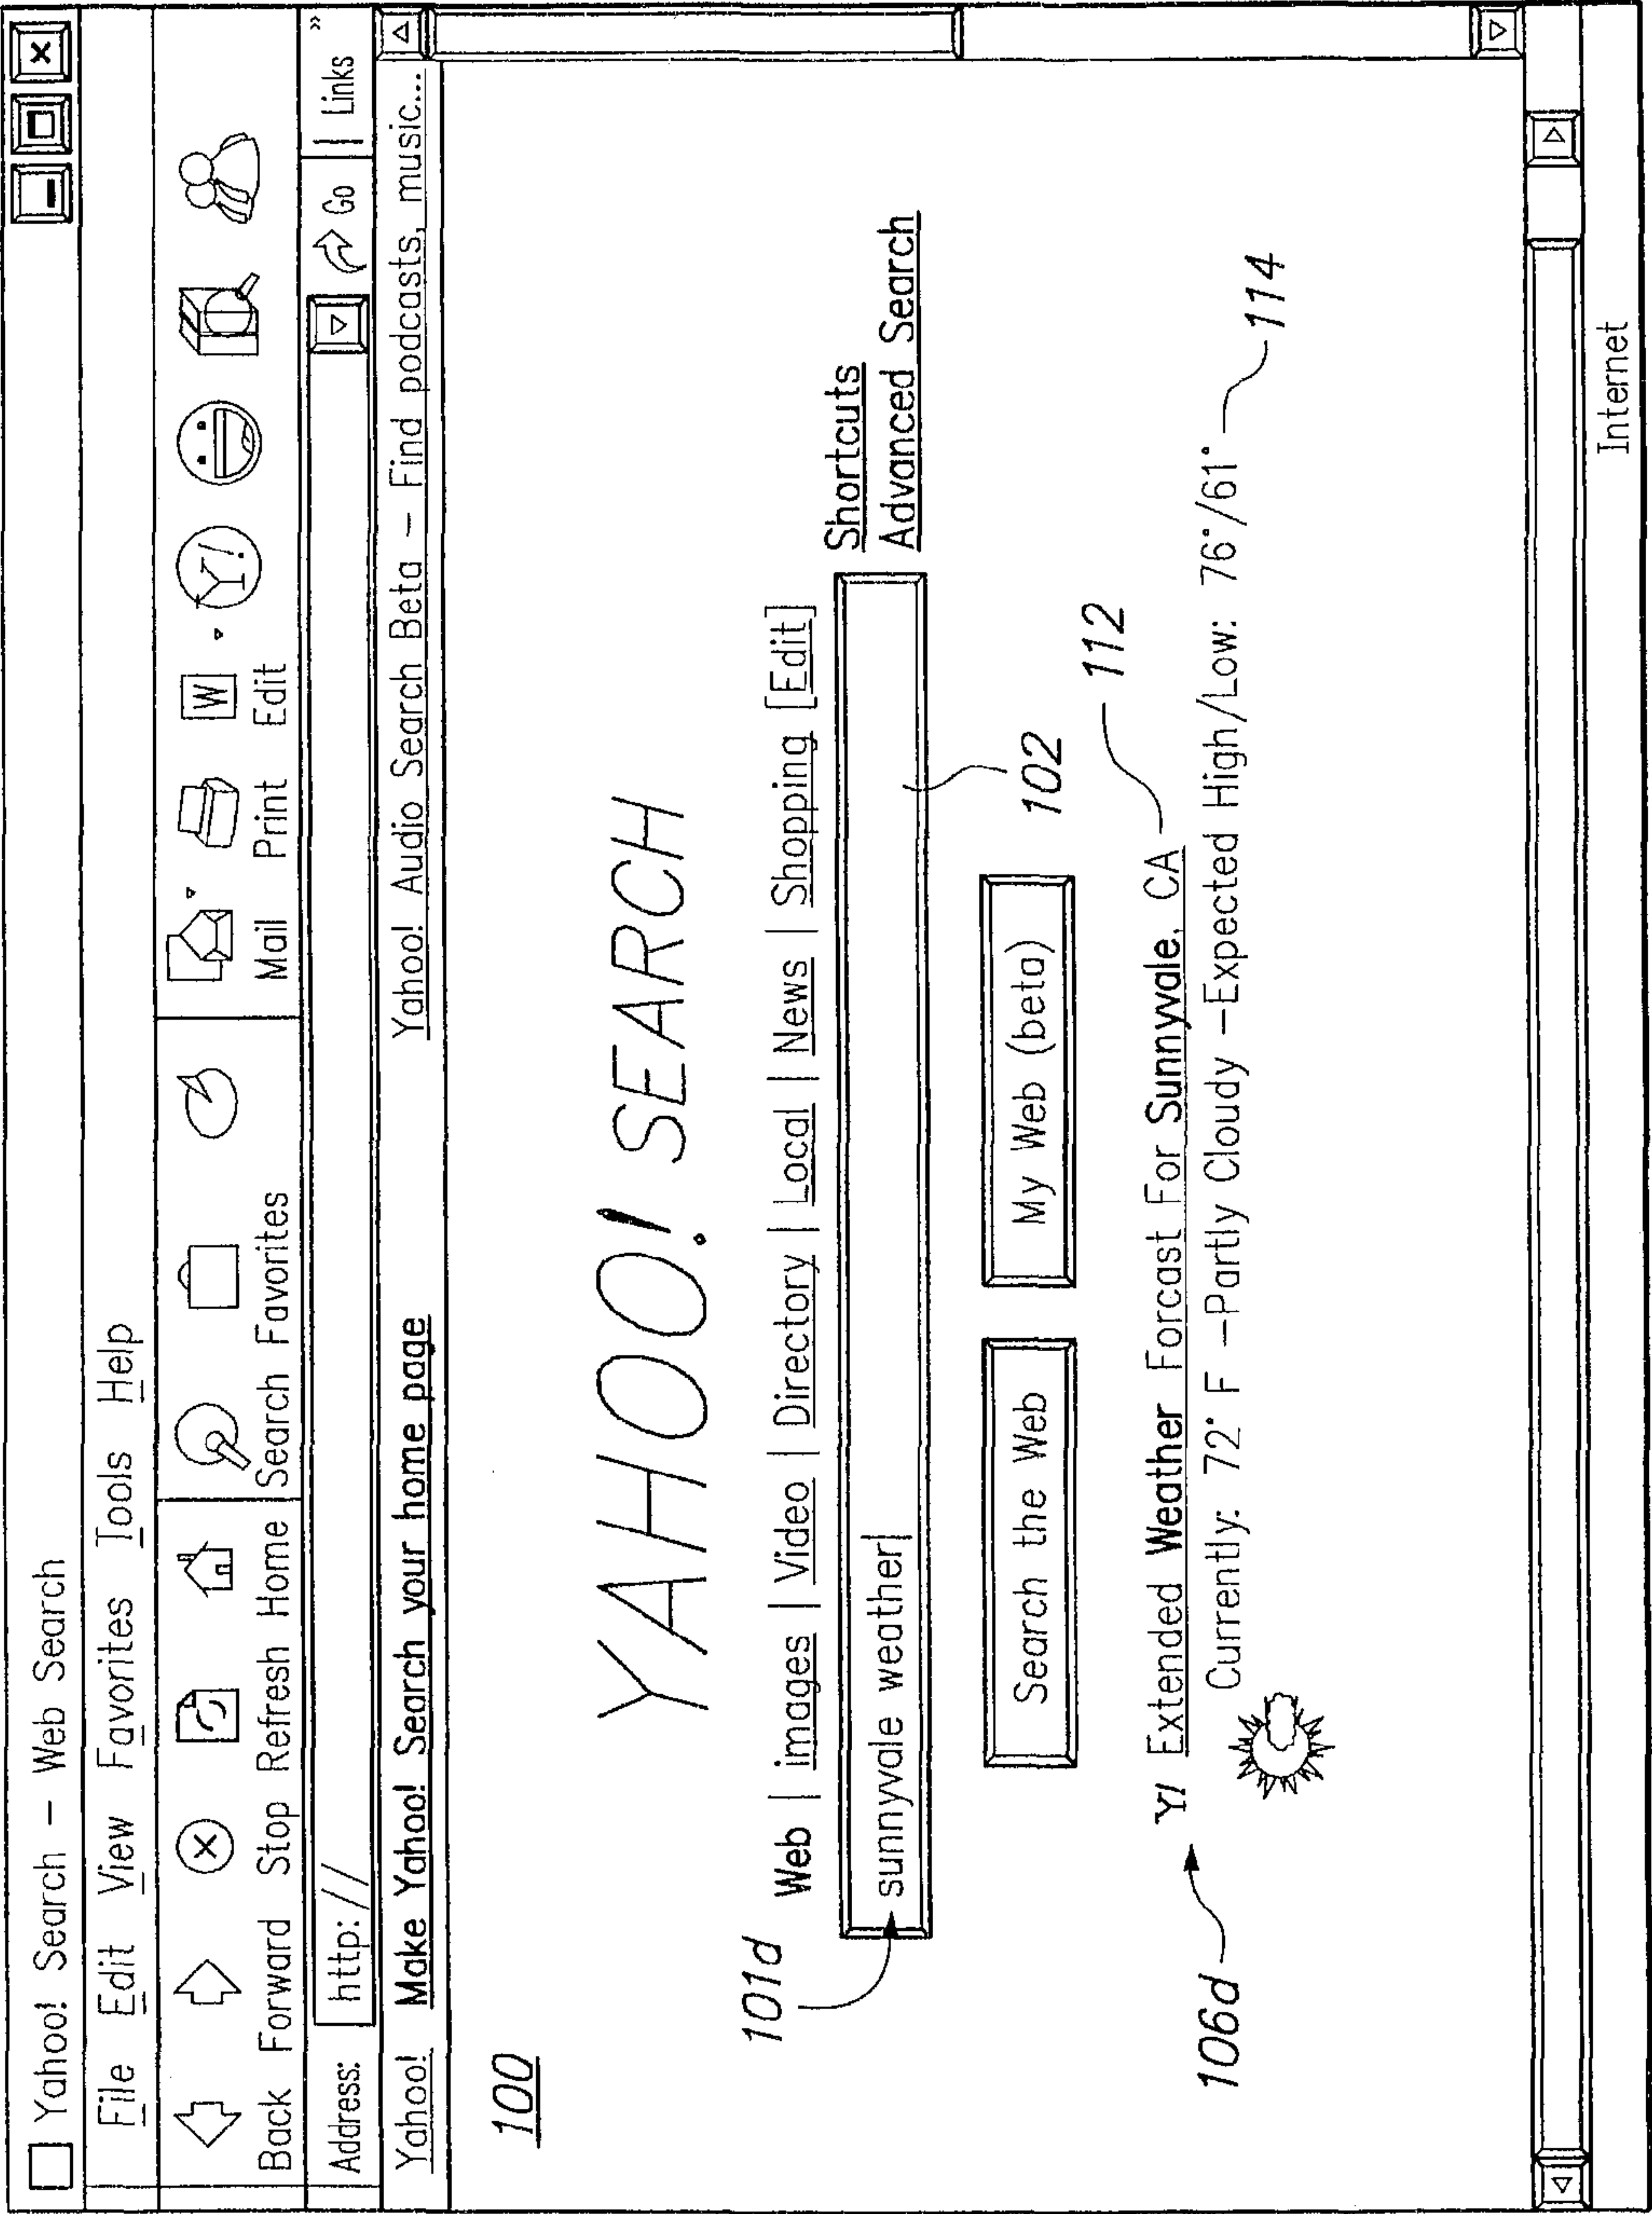 Yahoo! Search – Web Search
File Edit View Favorites Tools Help
Back Forward Stop Refresh Home Search Favorites Mail Print Edit
W Y!
Address: http:// Go Links »
Yahoo! Make Yahoo! Search your home page Yahoo! Audio Search Beta – Find podcasts, music...
100
YAHOO! SEARCH
Web | images | Video | Directory | Local | News | Shopping [Edit]
101d
sunnyvale weather
Shortcuts
Advanced Search
102
Search the Web My Web (beta)
112
106d Y! Extended Weather Forcast For Sunnyvale, CA
Currently: 72° F –Partly Cloudy –Expected High/Low: 76°/61° 114
Internet